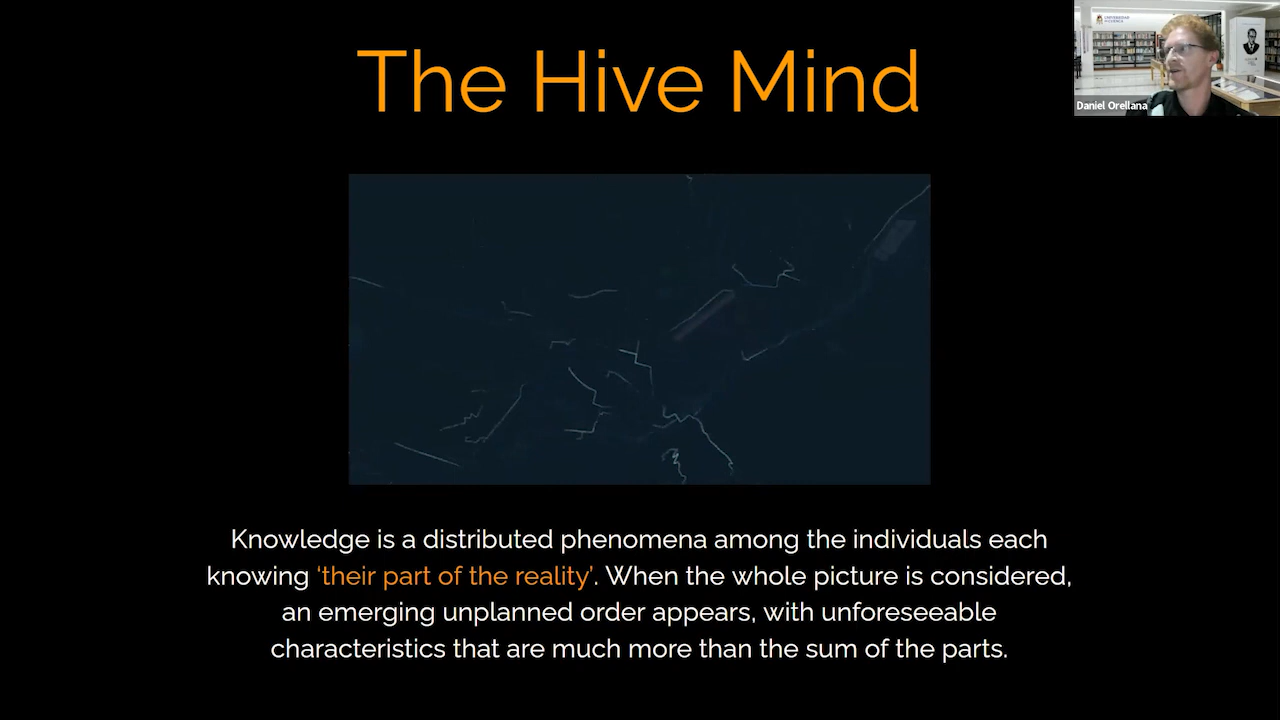 The Hive Mind
UNIVERSIDAD
Daniel Orellana
Knowledge is a distributed phenomena among the individuals each
knowing ‘their part of the reality’. When the whole picture is considered,
an emerging unplanned order appears, with unforeseeable
characteristics that are much more than the sum of the parts.